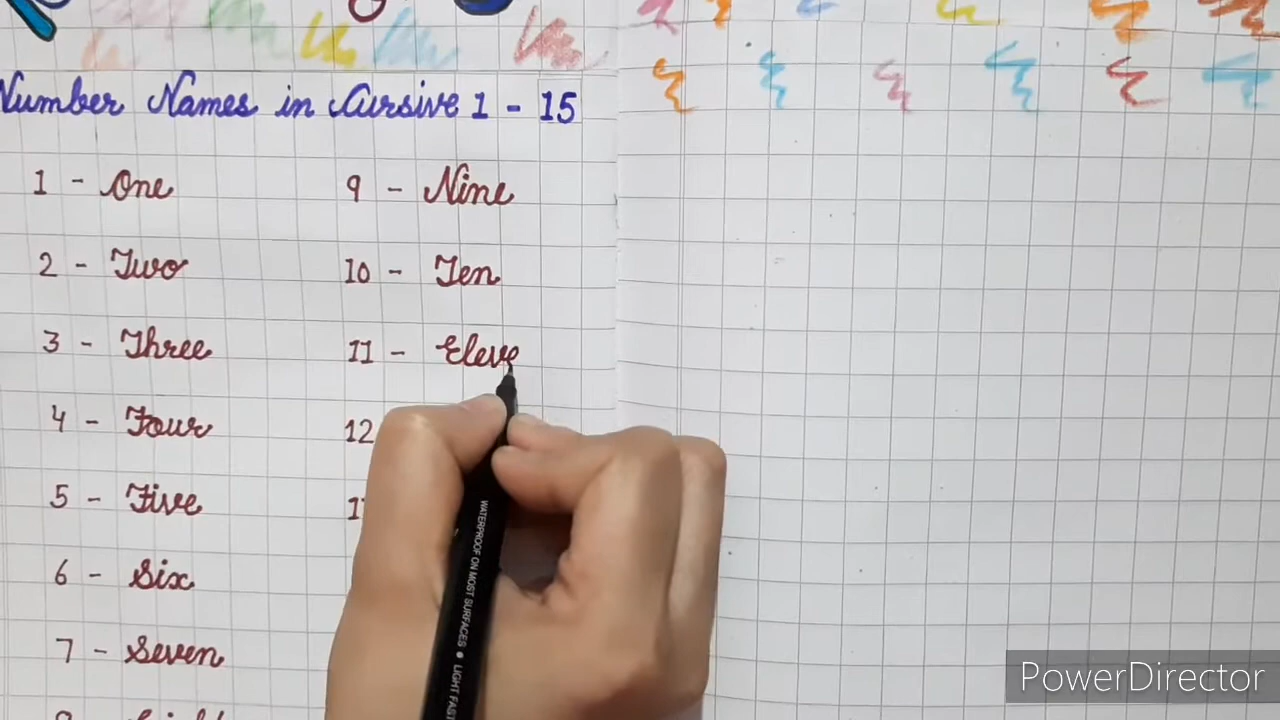 Number Names in Cursive 1 - 15
1 - One
2 - Two
3 - Three
4 - Four
5 - Five
6 - Six
7 - Seven
9 - Nine
10 - Ten
11 - Eleve
12
WATERPROOF ON MOST SURFACES ● LIGHT FAST
PowerDirector